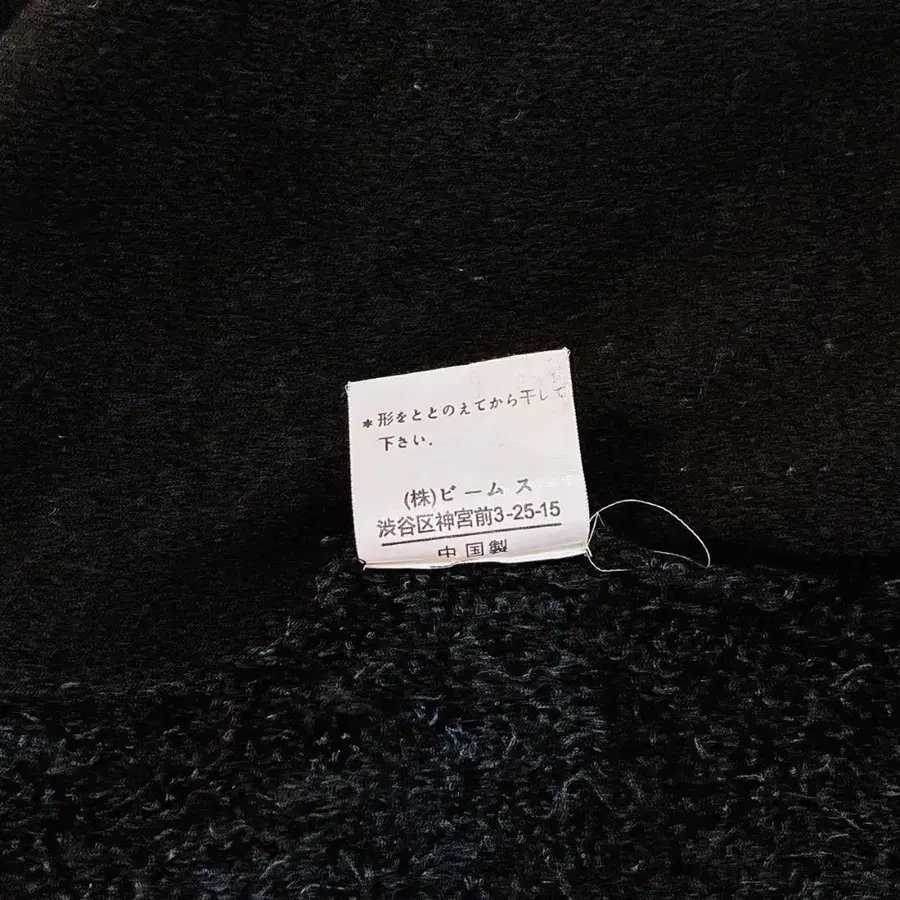 *形をととのえてから干して
下さい.
(株)ビームス
渋谷区神宮前3-25-15
中国製